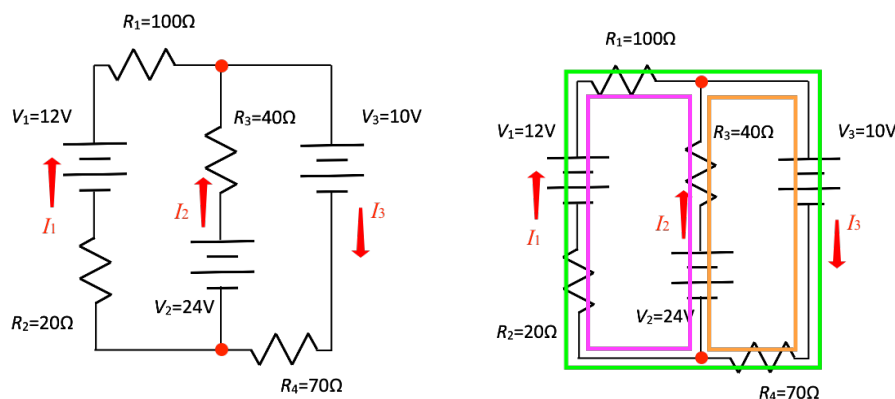 R₁=100Ω
V₁=12V
R₃=40Ω
V₃=10V
I₁
I₂
I₃
V₂=24V
R₂=20Ω
R₄=70Ω
R₁=100Ω
V₁=12V
R₃=40Ω
V₃=10V
I₁
I₂
I₃
V₂=24V
R₂=20Ω
R₄=70Ω